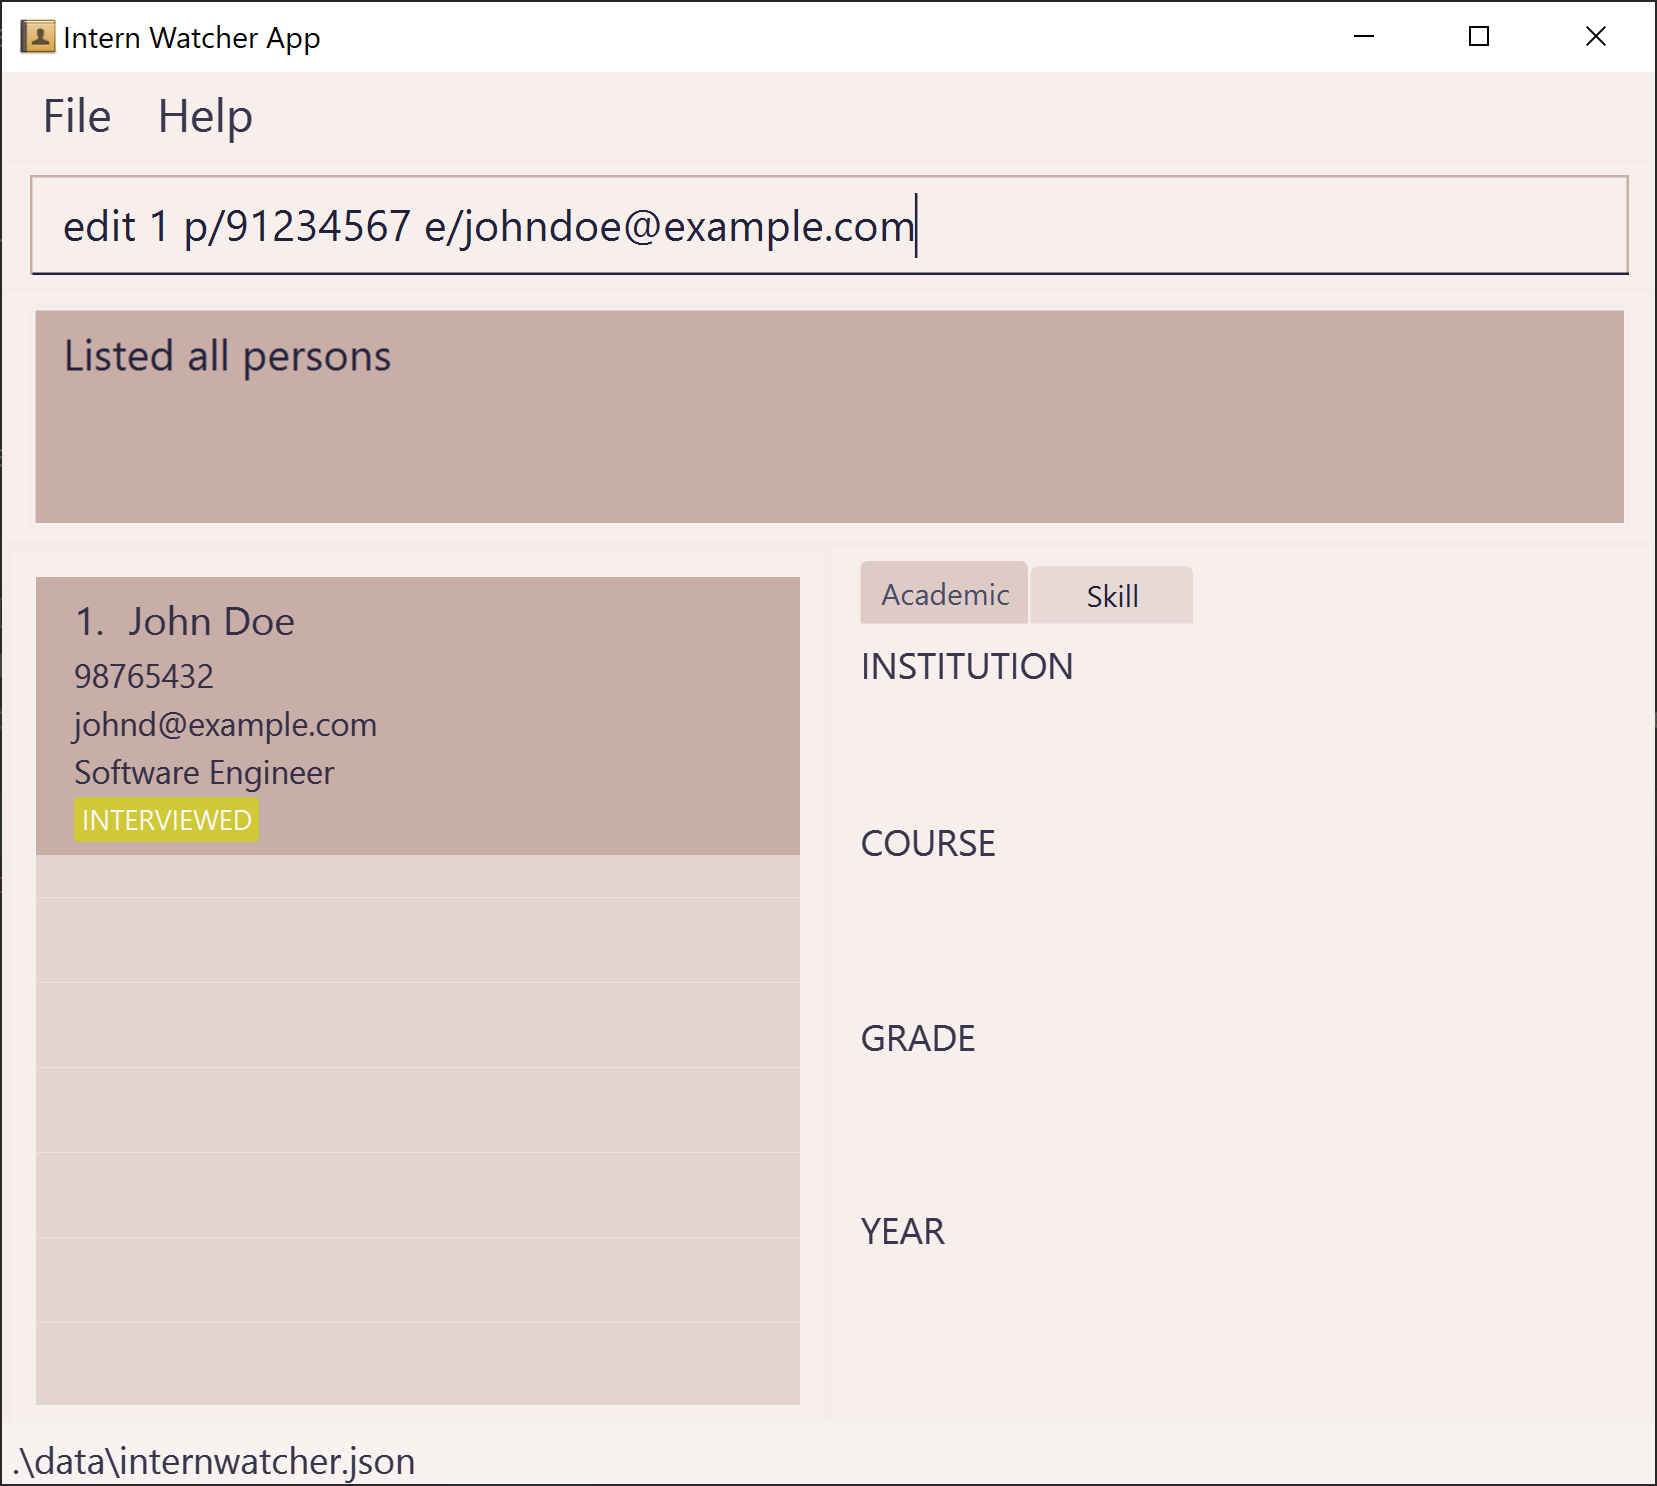 Intern Watcher App
File Help
edit 1 p/91234567 e/johndoe@example.com
Listed all persons
1. John Doe
98765432
johnd@example.com
Software Engineer
INTERVIEWED
Academic Skill
INSTITUTION
COURSE
GRADE
YEAR
.\data\internwatcher.json